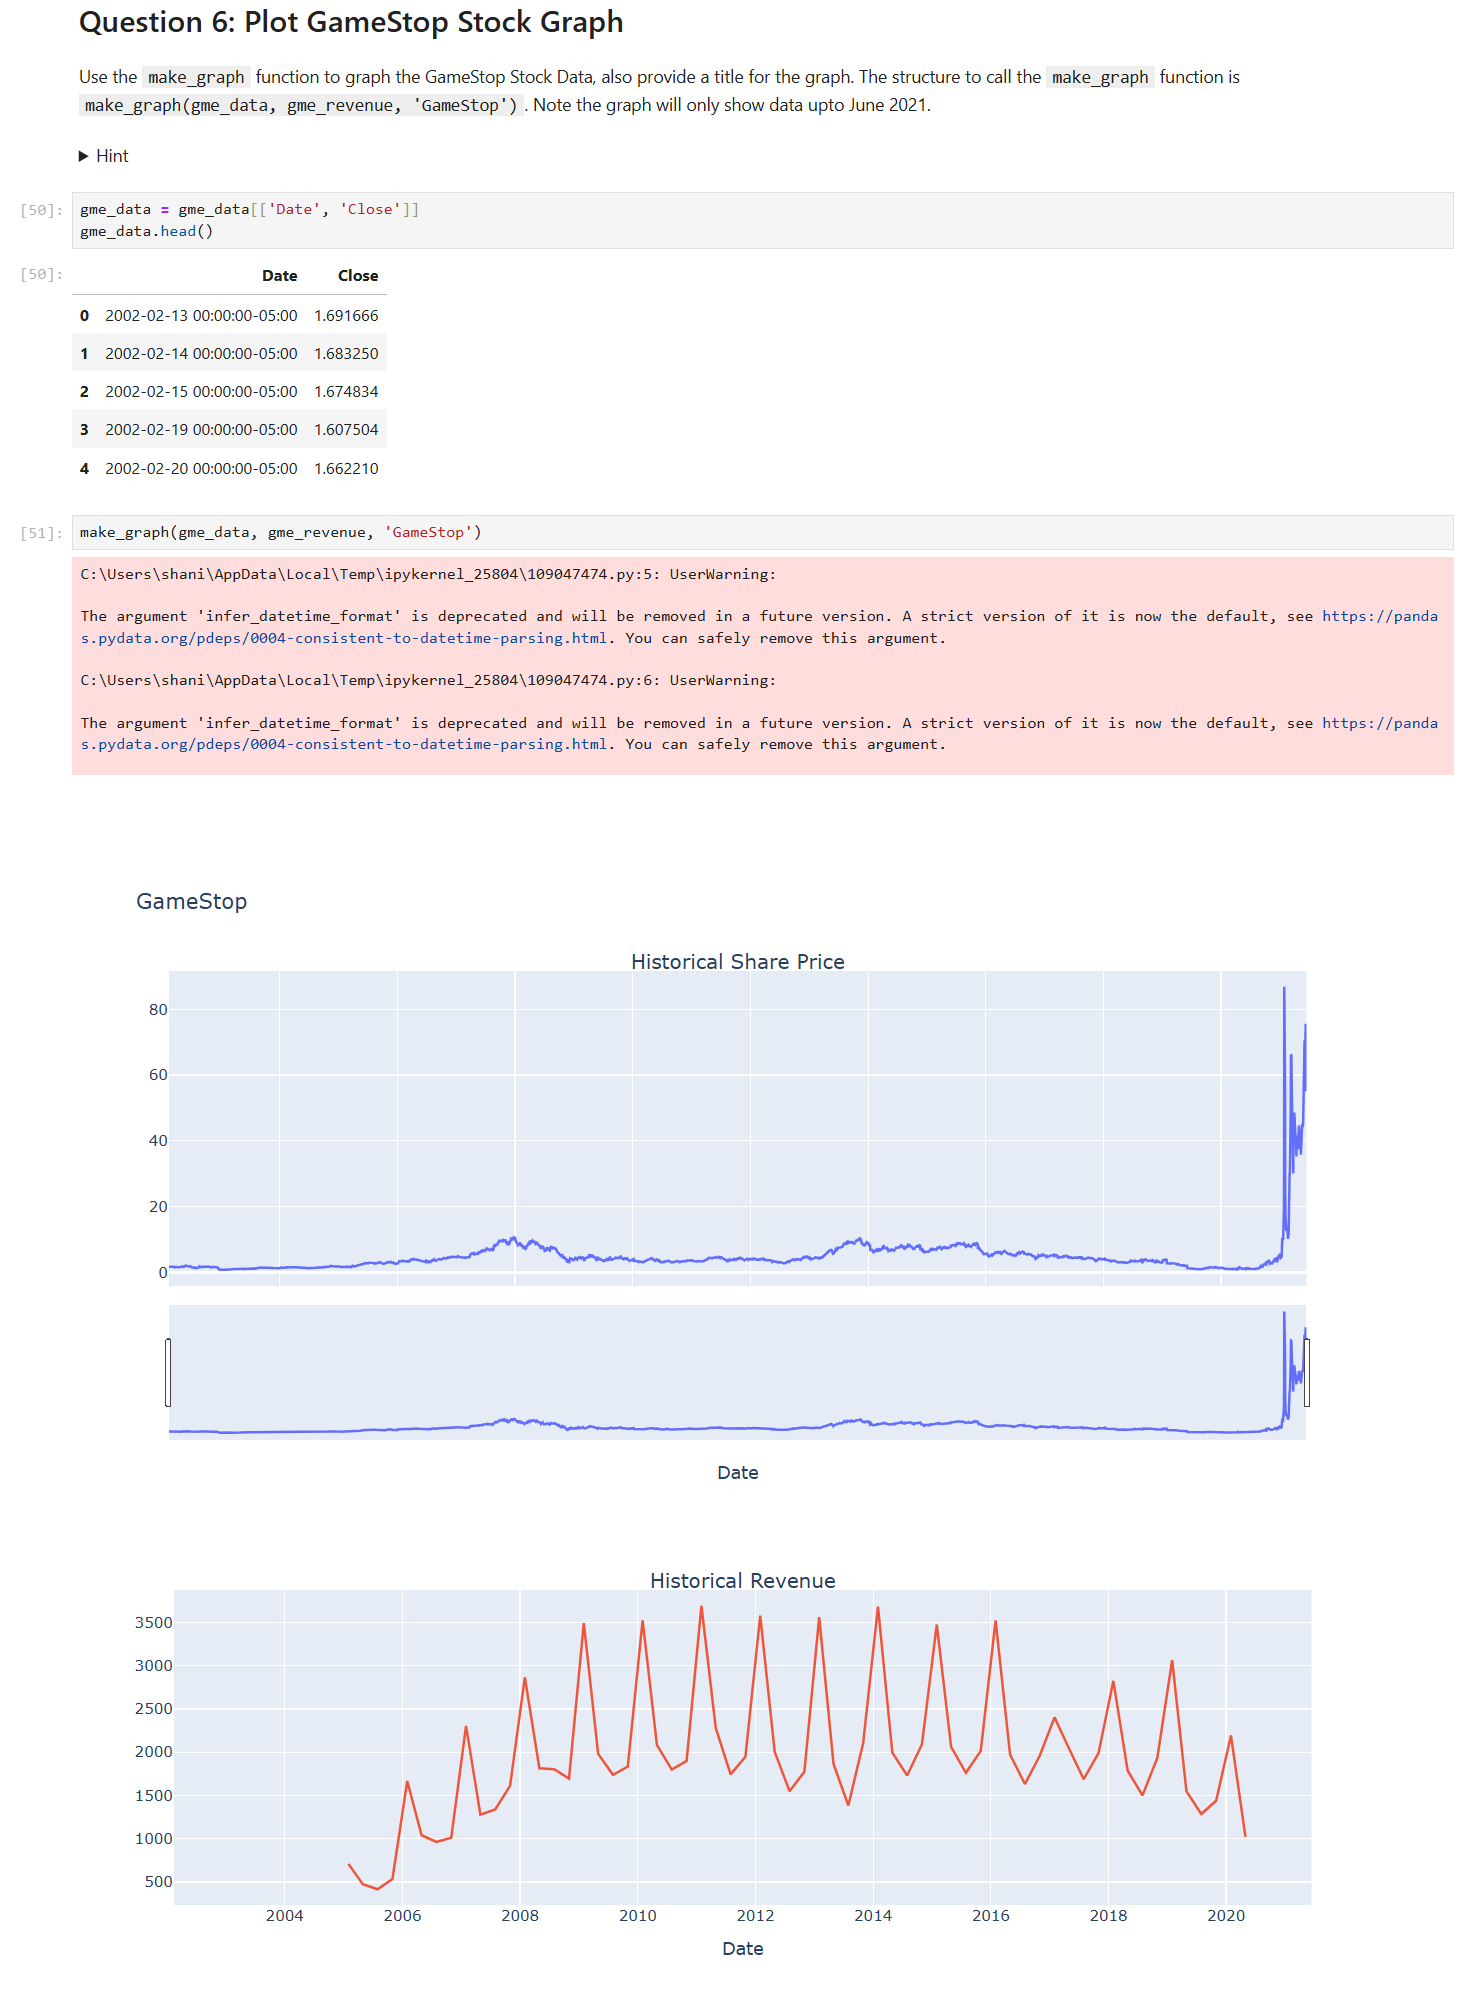 Question 6: Plot GameStop Stock Graph
Use the make_graph function to graph the GameStop Stock Data, also provide a title for the graph. The structure to call the make_graph function is
make_graph(gme_data, gme_revenue, 'GameStop') . Note the graph will only show data upto June 2021.
▶ Hint
[50]: gme_data = gme_data[['Date', 'Close']]
gme_data.head()
[50]: Date Close
0 2002-02-13 00:00:00-05:00 1.691666
1 2002-02-14 00:00:00-05:00 1.683250
2 2002-02-15 00:00:00-05:00 1.674834
3 2002-02-19 00:00:00-05:00 1.607504
4 2002-02-20 00:00:00-05:00 1.662210
[51]: make_graph(gme_data, gme_revenue, 'GameStop')
C:\Users\shani\AppData\Local\Temp\ipykernel_25804\109047474.py:5: UserWarning:
The argument 'infer_datetime_format' is deprecated and will be removed in a future version. A strict version of it is now the default, see https://panda
s.pydata.org/pdeps/0004-consistent-to-datetime-parsing.html. You can safely remove this argument.
C:\Users\shani\AppData\Local\Temp\ipykernel_25804\109047474.py:6: UserWarning:
The argument 'infer_datetime_format' is deprecated and will be removed in a future version. A strict version of it is now the default, see https://panda
s.pydata.org/pdeps/0004-consistent-to-datetime-parsing.html. You can safely remove this argument.
GameStop
Historical Share Price
80
60
40
20
0
Date
Historical Revenue
3500
3000
2500
2000
1500
1000
500
2004 2006 2008 2010 2012 2014 2016 2018 2020
Date